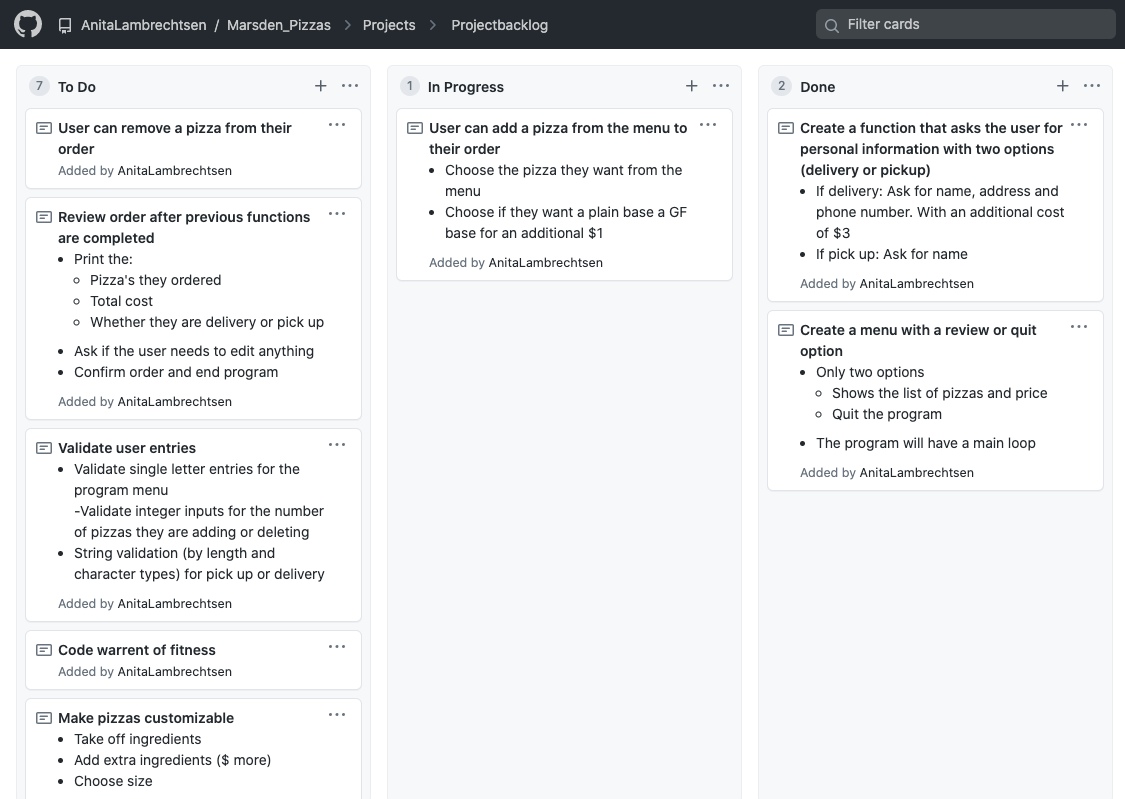 AnitaLambrechtsen / Marsden_Pizzas > Projects > Projectbacklog
Filter cards
7 To Do
User can remove a pizza from their
order
Added by AnitaLambrechtsen
Review order after previous functions
are completed
• Print the:
◦ Pizza's they ordered
◦ Total cost
◦ Whether they are delivery or pick up
• Ask if the user needs to edit anything
• Confirm order and end program
Added by AnitaLambrechtsen
Validate user entries
• Validate single letter entries for the
program menu
-Validate integer inputs for the number
of pizzas they are adding or deleting
• String validation (by length and
character types) for pick up or delivery
Added by AnitaLambrechtsen
Code warrent of fitness
Added by AnitaLambrechtsen
Make pizzas customizable
• Take off ingredients
• Add extra ingredients ($ more)
• Choose size
1 In Progress
User can add a pizza from the menu to
their order
• Choose the pizza they want from the
menu
• Choose if they want a plain base a GF
base for an additional $1
Added by AnitaLambrechtsen
2 Done
Create a function that asks the user for
personal information with two options
(delivery or pickup)
• If delivery: Ask for name, address and
phone number. With an additional cost
of $3
• If pick up: Ask for name
Added by AnitaLambrechtsen
Create a menu with a review or quit
option
• Only two options
◦ Shows the list of pizzas and price
◦ Quit the program
• The program will have a main loop
Added by AnitaLambrechtsen